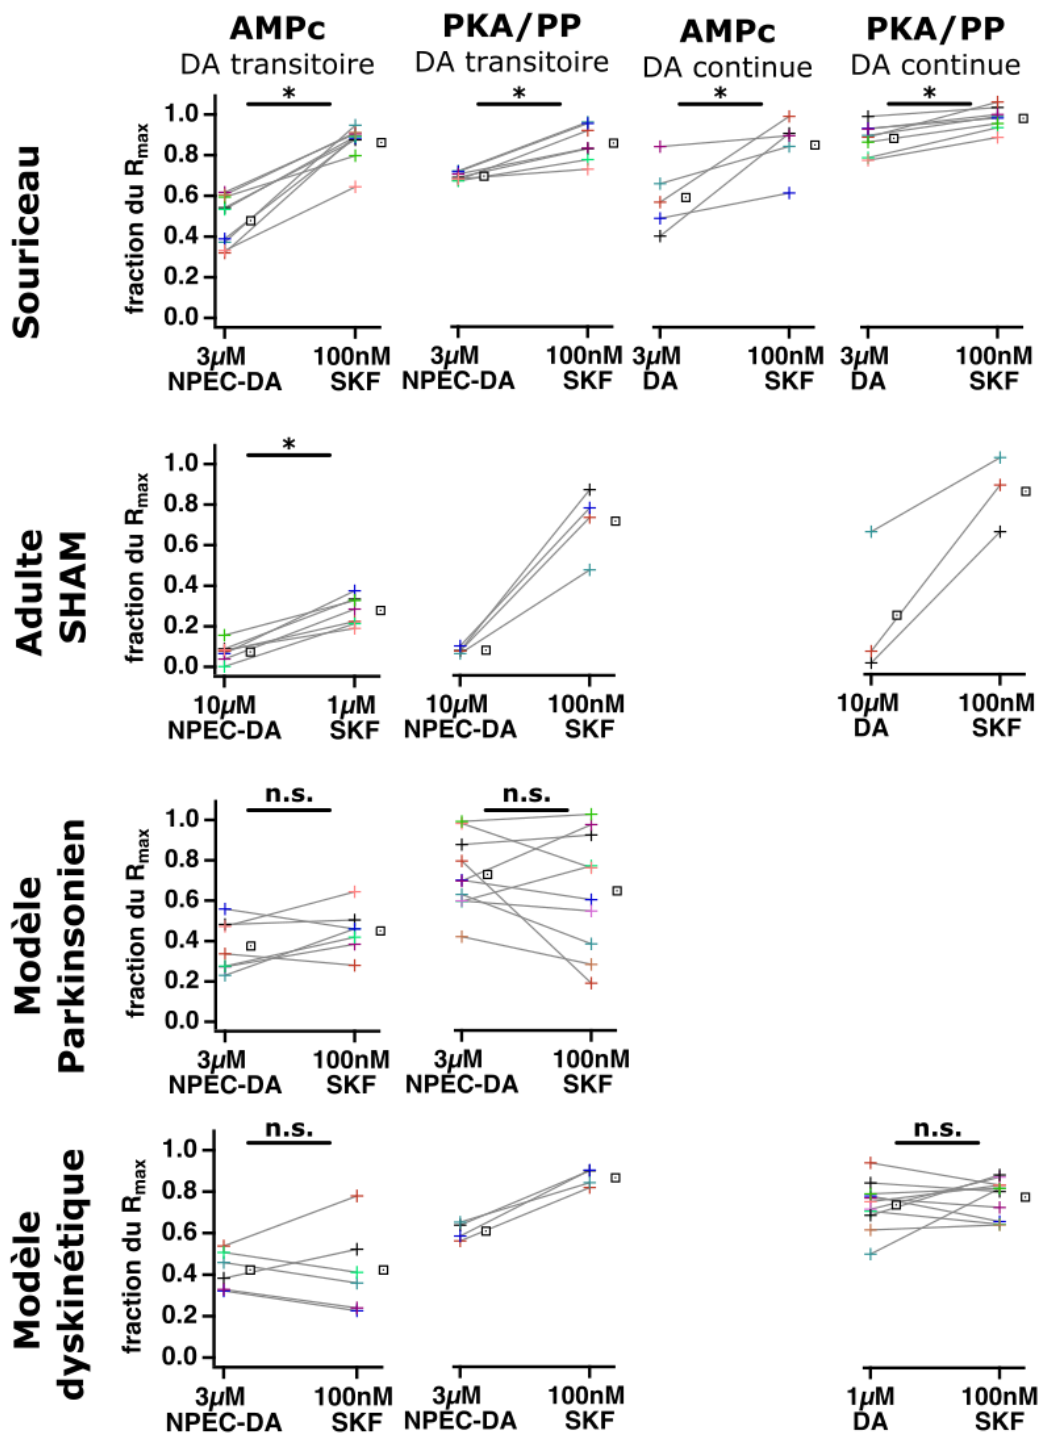 AMPc
DA transitoire
PKA/PP
DA transitoire
AMPc
DA continue
PKA/PP
DA continue
Souriceau
fraction du Rmax
1.0
0.8
0.6
0.4
0.2
0.0
*
3µM
NPEC-DA
100nM
SKF
*
3µM
NPEC-DA
100nM
SKF
*
3µM
DA
100nM
SKF
*
3µM
DA
100nM
SKF
Adulte
SHAM
fraction du Rmax
1.0
0.8
0.6
0.4
0.2
0.0
*
10µM
NPEC-DA
1µM
SKF
10µM
NPEC-DA
100nM
SKF
10µM
DA
100nM
SKF
Modèle
Parkinsonien
fraction du Rmax
1.0
0.8
0.6
0.4
0.2
0.0
n.s.
3µM
NPEC-DA
100nM
SKF
n.s.
3µM
NPEC-DA
100nM
SKF
Modèle
dyskinétique
fraction du Rmax
1.0
0.8
0.6
0.4
0.2
0.0
n.s.
3µM
NPEC-DA
100nM
SKF
3µM
NPEC-DA
100nM
SKF
n.s.
1µM
DA
100nM
SKF